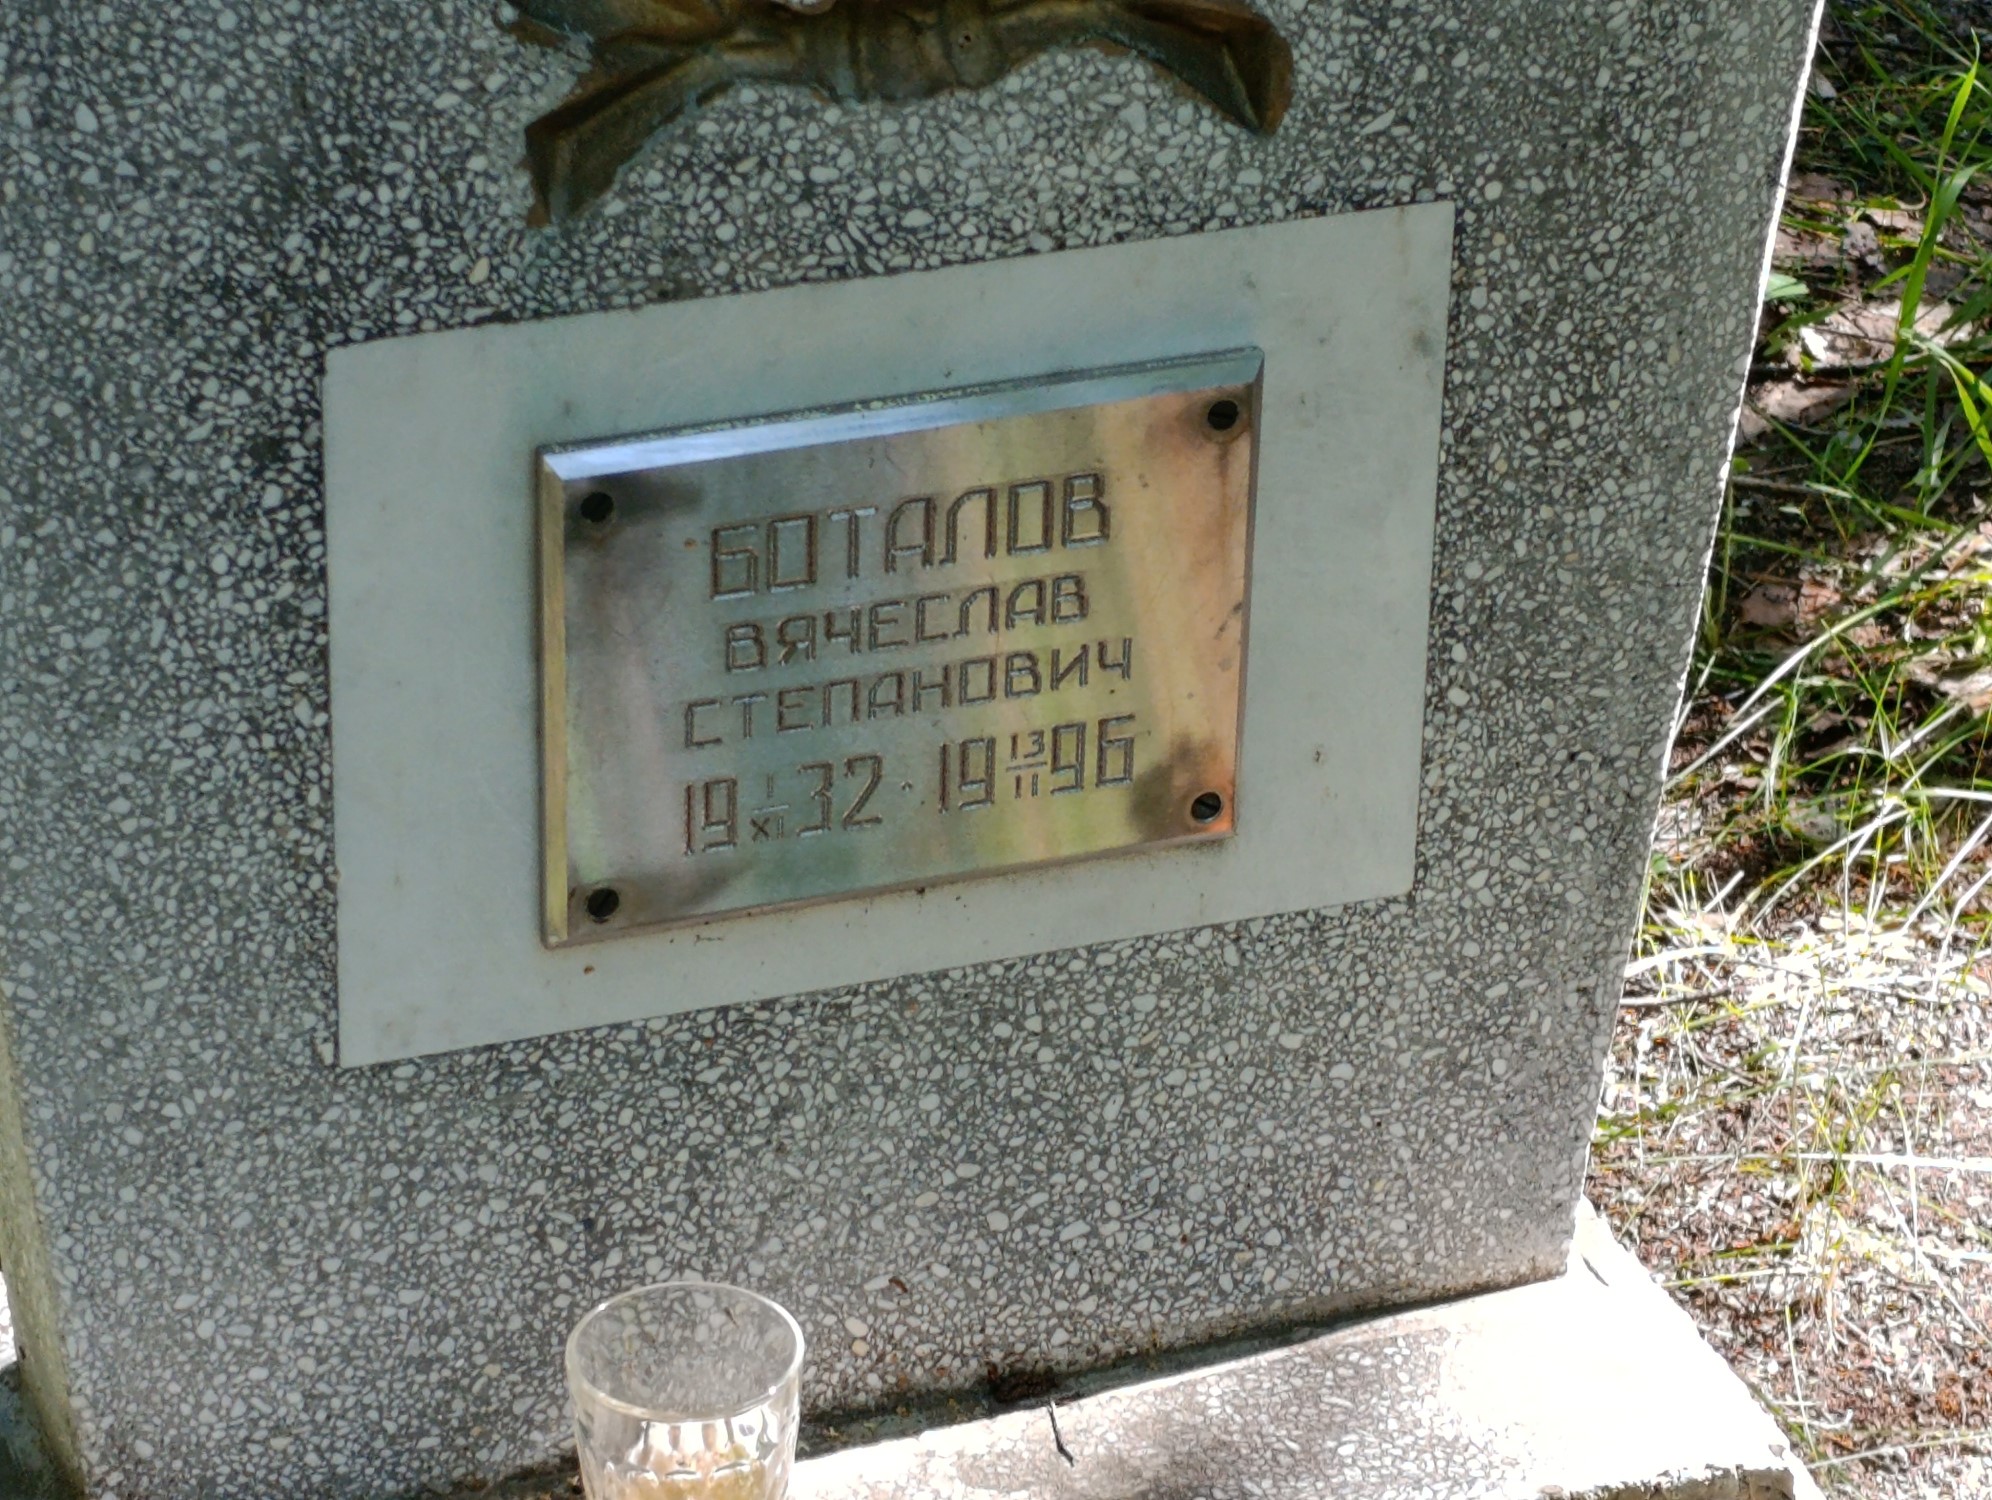 БОТАЛОВ
ВЯЧЕСЛАВ
СТЕПАНОВИЧ
19 1/XI 32 · 19 13/II 96